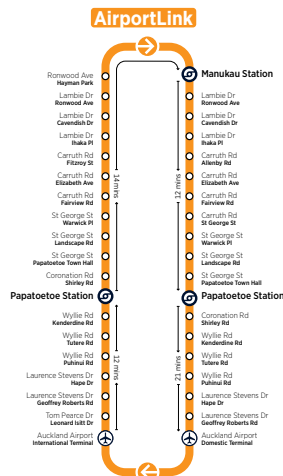 AirportLink
Ronwood Ave
Hayman Park
Lambie Dr
Ronwood Ave
Lambie Dr
Cavendish Dr
Lambie Dr
Ihaka Pl
Carruth Rd
Fitzroy St
Carruth Rd
Elizabeth Ave
Carruth Rd
Fairview Rd
St George St
Warwick Pl
St George St
Landscape Rd
St George St
Papatoetoe Town Hall
Coronation Rd
Shirley Rd
Papatoetoe Station
Wyllie Rd
Kenderdine Rd
Wyllie Rd
Tutere Rd
Wyllie Rd
Puhinui Rd
Laurence Stevens Dr
Hape Dr
Laurence Stevens Dr
Geoffrey Roberts Rd
Tom Pearce Dr
Leonard Isitt Dr
Auckland Airport
International Terminal
14mins
12 mins
12 mins
21 mins
Manukau Station
Lambie Dr
Ronwood Ave
Lambie Dr
Cavendish Dr
Lambie Dr
Ihaka Pl
Carruth Rd
Allenby Rd
Carruth Rd
Elizabeth Ave
Carruth Rd
Fairview Rd
Carruth Rd
St George St
St George St
Warwick Pl
St George St
Landscape Rd
St George St
Papatoetoe Town Hall
Papatoetoe Station
Coronation Rd
Shirley Rd
Wyllie Rd
Kenderdine Rd
Wyllie Rd
Tutere Rd
Wyllie Rd
Puhinui Rd
Laurence Stevens Dr
Hape Dr
Laurence Stevens Dr
Geoffrey Roberts Rd
Auckland Airport
Domestic Terminal